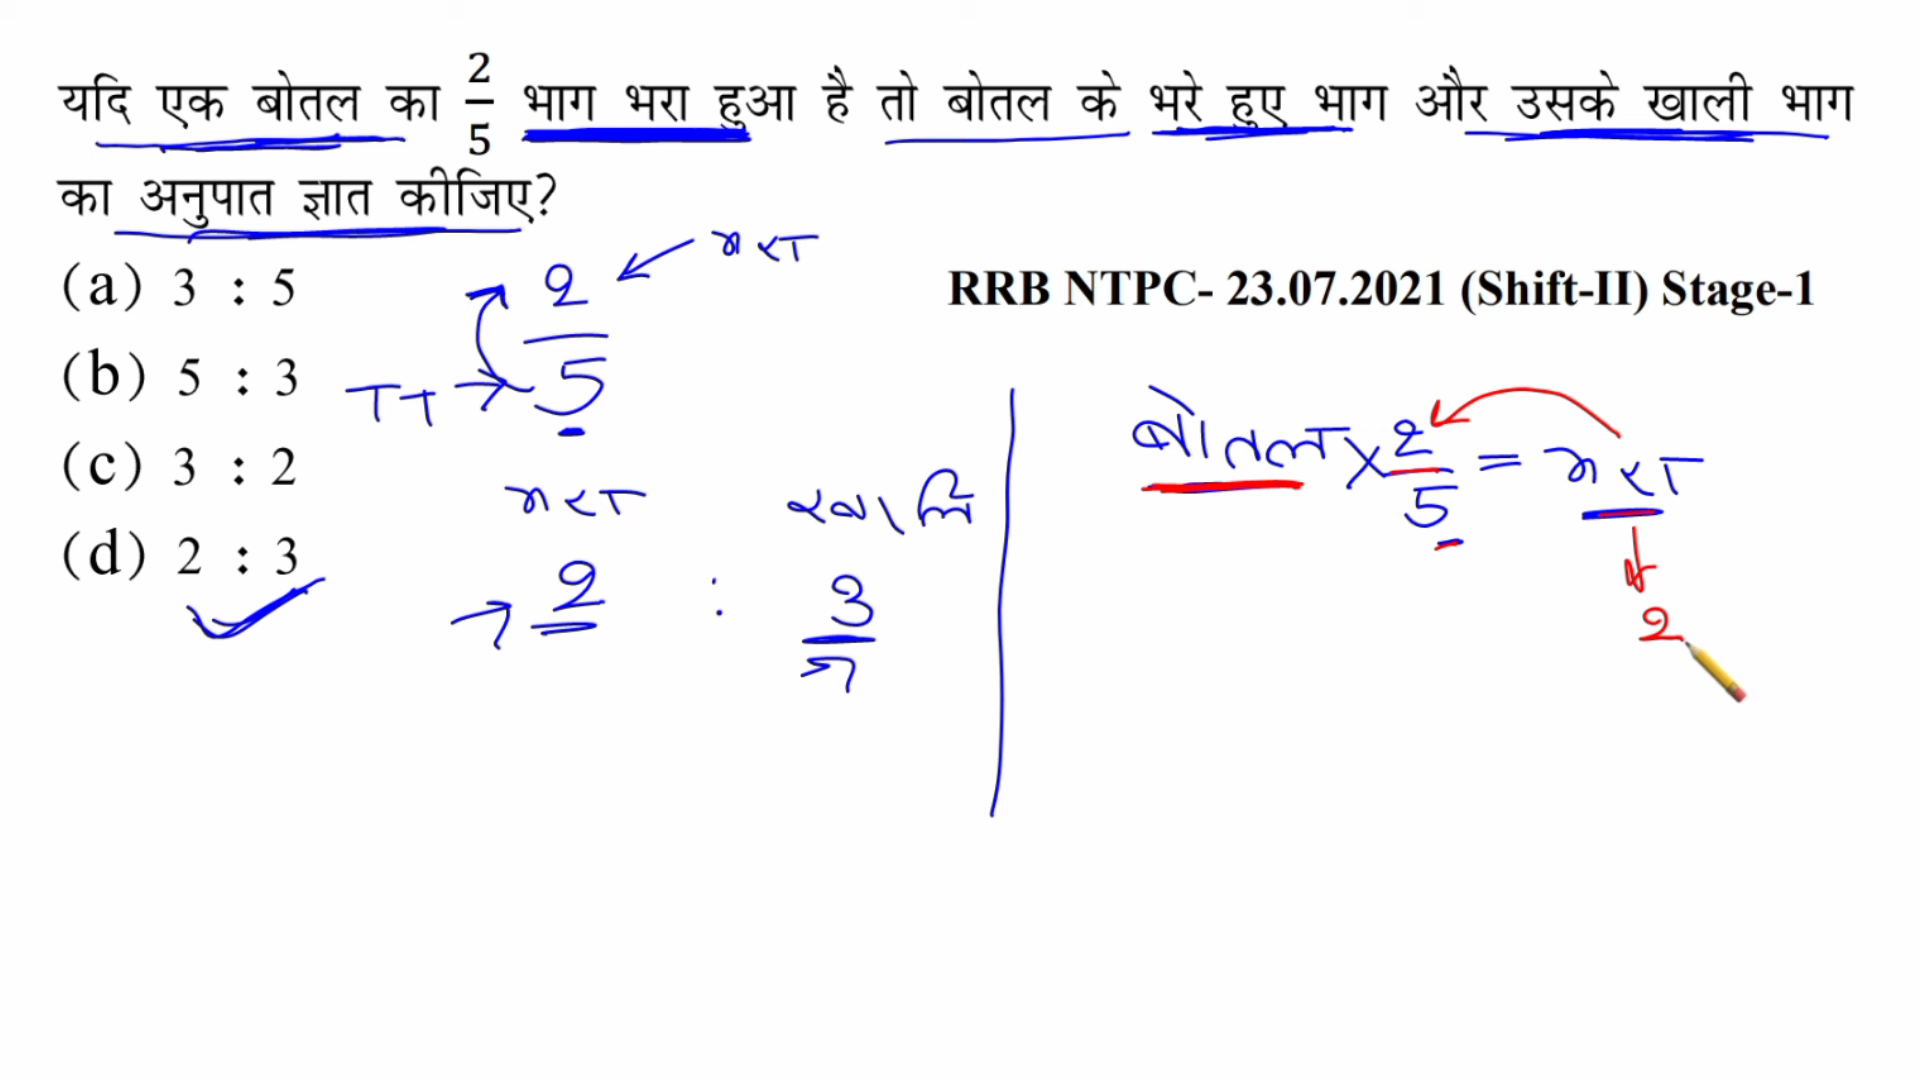 यदि एक बोतल का 2/5 भाग भरा हुआ है तो बोतल के भरे हुए भाग और उसके खाली भाग
का अनुपात ज्ञात कीजिए?
(a) 3 : 5
(b) 5 : 3
(c) 3 : 2
(d) 2 : 3
RRB NTPC- 23.07.2021 (Shift-II) Stage-1
2/5
भरा
भरा खालि
2 : 3
बोतल × 2/5 = भरा
2